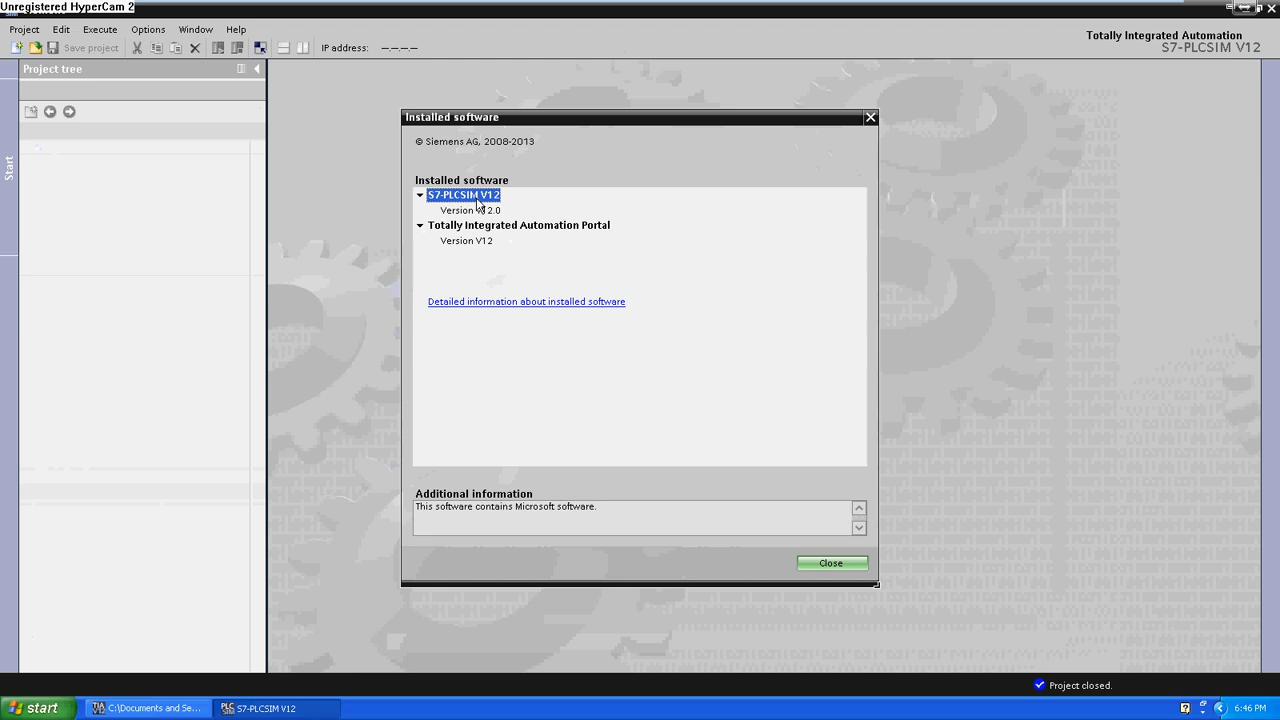 Unregistered HyperCam 2
Project Edit Execute Options Window Help
Save project
IP address:
Totally Integrated Automation
S7-PLCSIM V12
Project tree
Start
Installed software
© Siemens AG, 2008-2013
Installed software
S7-PLCSIM V12
Version 2.0
Totally Integrated Automation Portal
Version V12
Detailed information about installed software
Additional information
This software contains Microsoft software.
Close
Project closed.
start
C:\Documents and Se...
S7-PLCSIM V12
6:46 PM